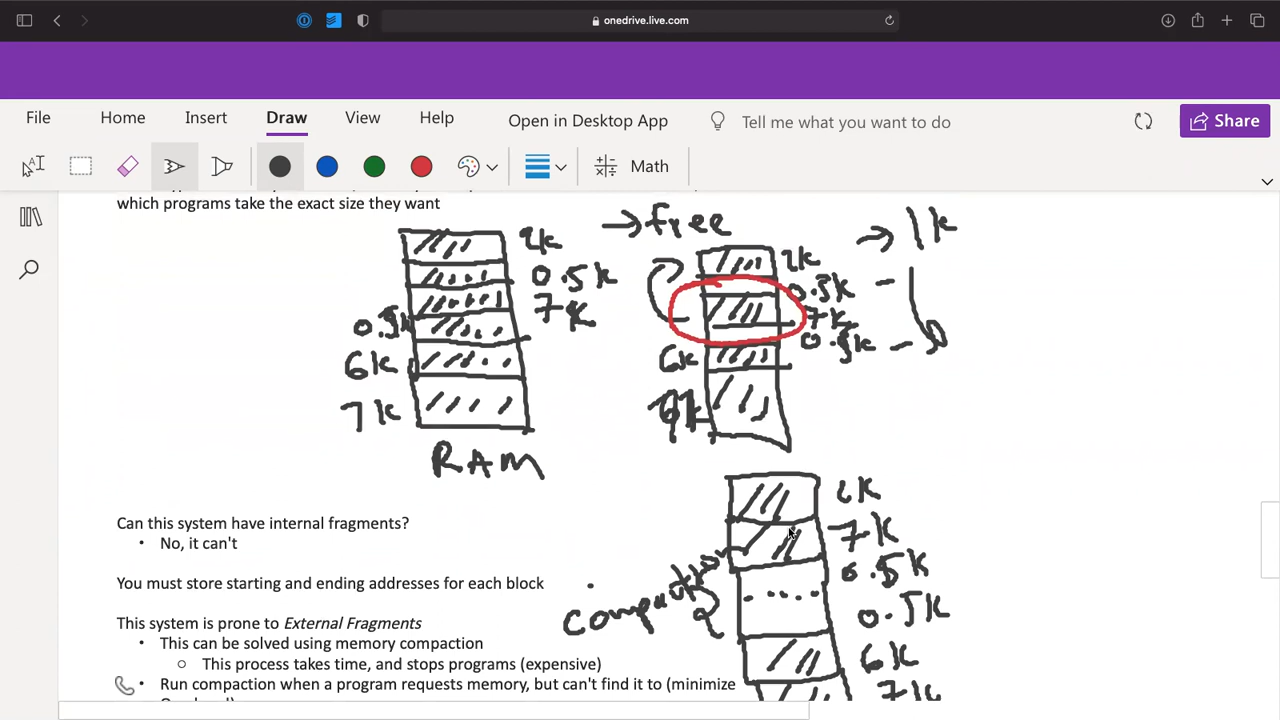 onedrive.live.com
File Home Insert Draw View Help Open in Desktop App Tell me what you want to do Share
Math
which programs take the exact size they want
→ free
→ 1k
2k
0.5k
7k
0.5k
6k
7k
RAM
2k
0.5k
7k
0.5k
6k
2k
7k
0.5k
0.5k
6k
7k
compaction
Can this system have internal fragments?
• No, it can't
You must store starting and ending addresses for each block
This system is prone to External Fragments
• This can be solved using memory compaction
○ This process takes time, and stops programs (expensive)
• Run compaction when a program requests memory, but can't find it to (minimize